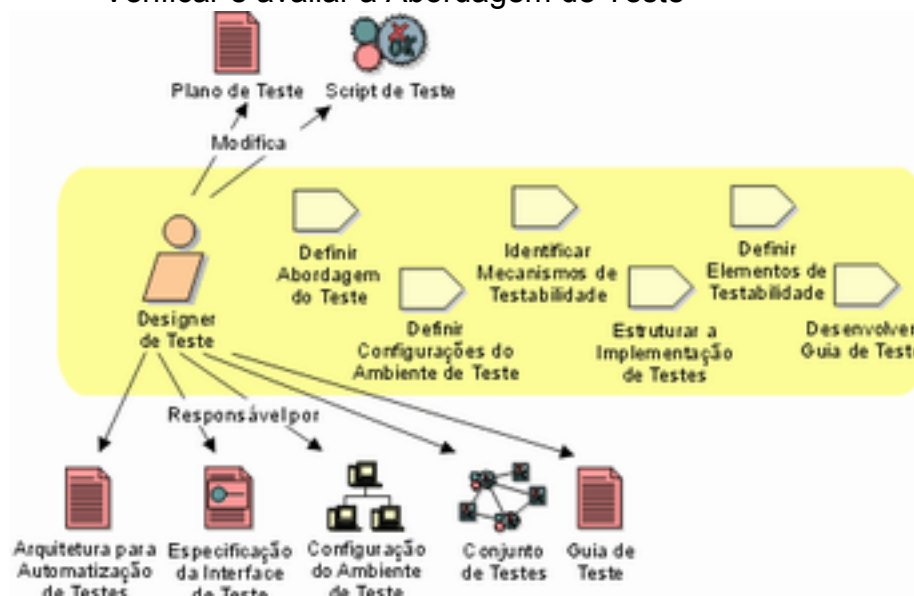 Verificar e avaliar a Abordagem do Teste
Plano de Teste
Script de Teste
Modifica
Designer
de Teste
Definir
Abordagem
do Teste
Definir
Configurações do
Ambiente de Teste
Identificar
Mecanismos de
Testabilidade
Estruturar a
Implementação
de Testes
Definir
Elementos de
Testabilidade
Desenvolver
Guia de Teste
Responsável por
Arquitetura para
Automatização
de Testes
Especificação
da Interface
de Teste
Configuração
do Ambiente
de Teste
Conjunto
de Testes
Guia de
Teste